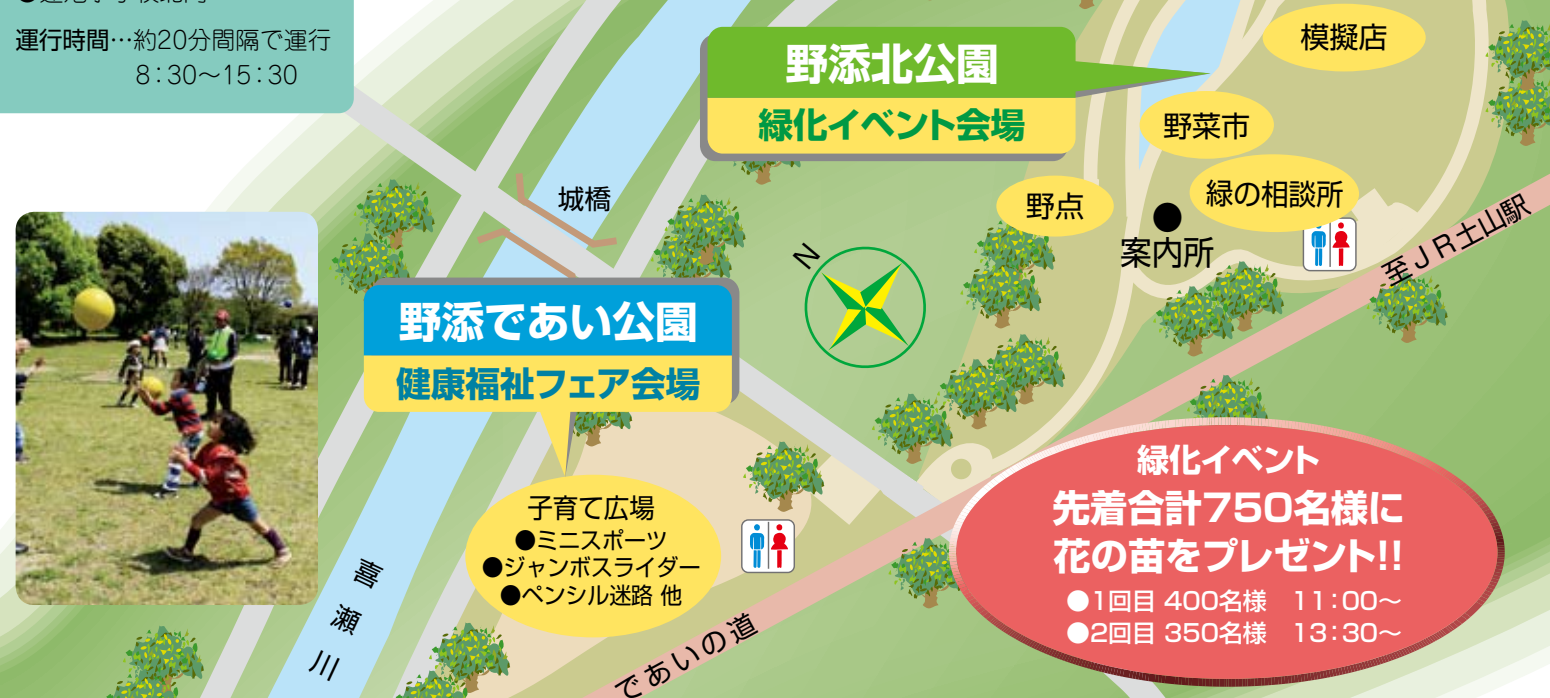 運行時間…約20分間隔で運行
8:30〜15:30
野添北公園
緑化イベント会場
模擬店
野菜市
緑の相談所
野点
案内所
至JR土山駅
城橋
N
野添であい公園
健康福祉フェア会場
子育て広場
●ミニスポーツ
●ジャンボスライダー
●ペンシル迷路 他
喜瀬川
であいの道
緑化イベント
先着合計750名様に
花の苗をプレゼント!!
●1回目 400名様 11:00〜
●2回目 350名様 13:30〜